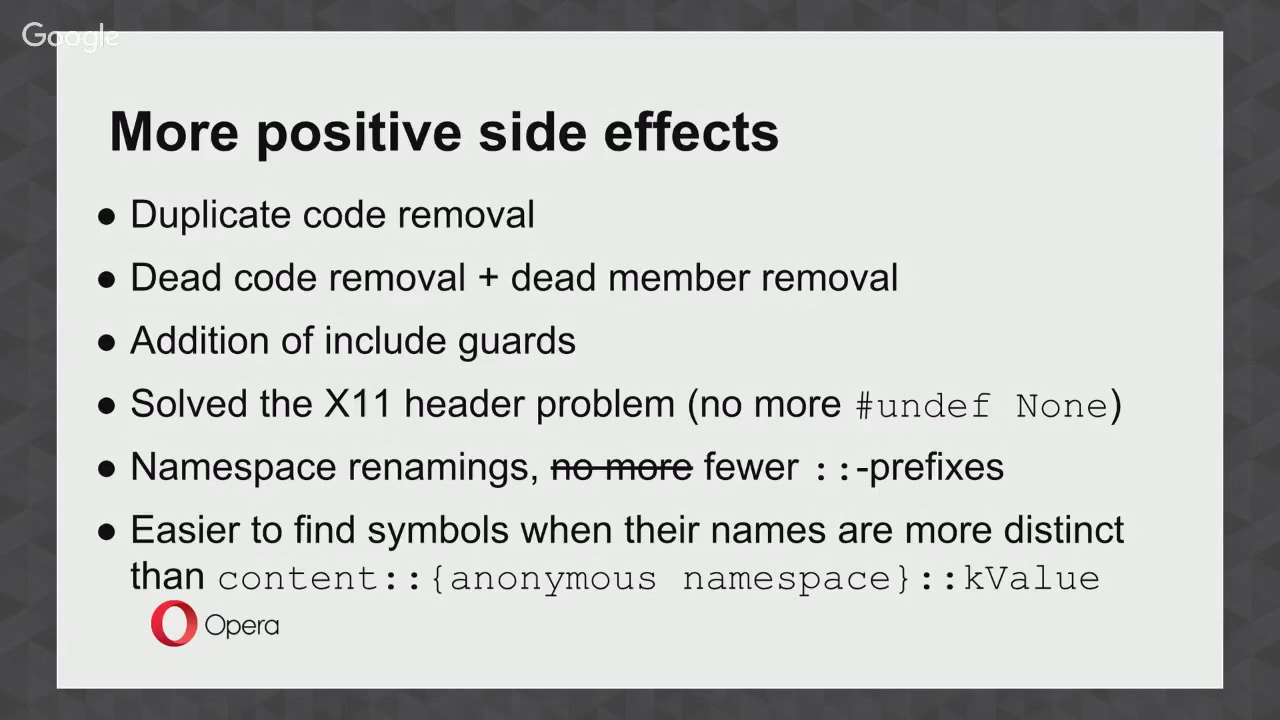 Google
More positive side effects
● Duplicate code removal
● Dead code removal + dead member removal
● Addition of include guards
● Solved the X11 header problem (no more #undef None)
● Namespace renamings, no more fewer ::-prefixes
● Easier to find symbols when their names are more distinct
than content::{anonymous namespace}::kValue
Opera